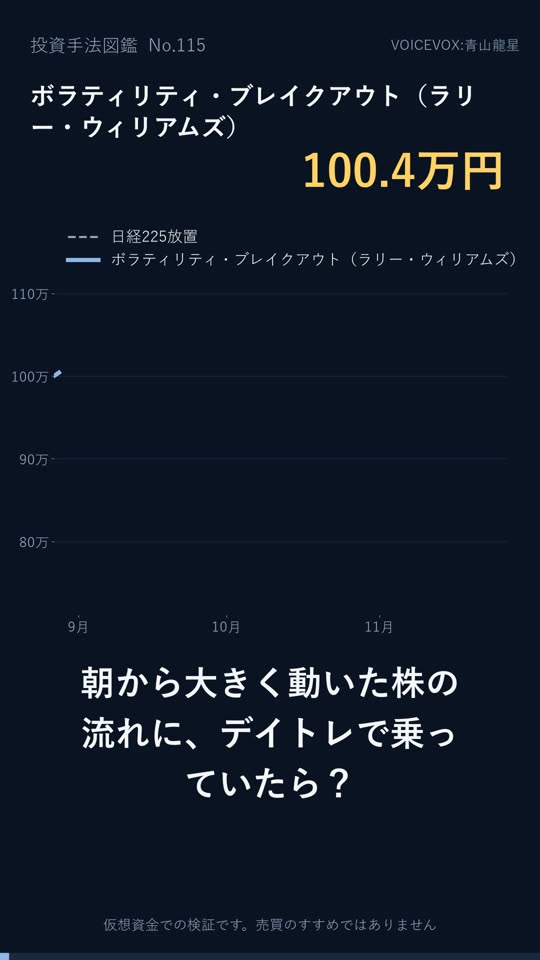 投資手法図鑑 No.115
VOICEVOX:青山龍星
ボラティリティ・ブレイクアウト（ラリ
ー・ウィリアムズ）
100.4万円
日経225放置
ボラティリティ・ブレイクアウト（ラリー・ウィリアムズ）
110万
100万
90万
80万
9月
10月
11月
朝から大きく動いた株の
流れに、デイトレで乗っ
ていたら？
仮想資金での検証です。売買のすすめではありません